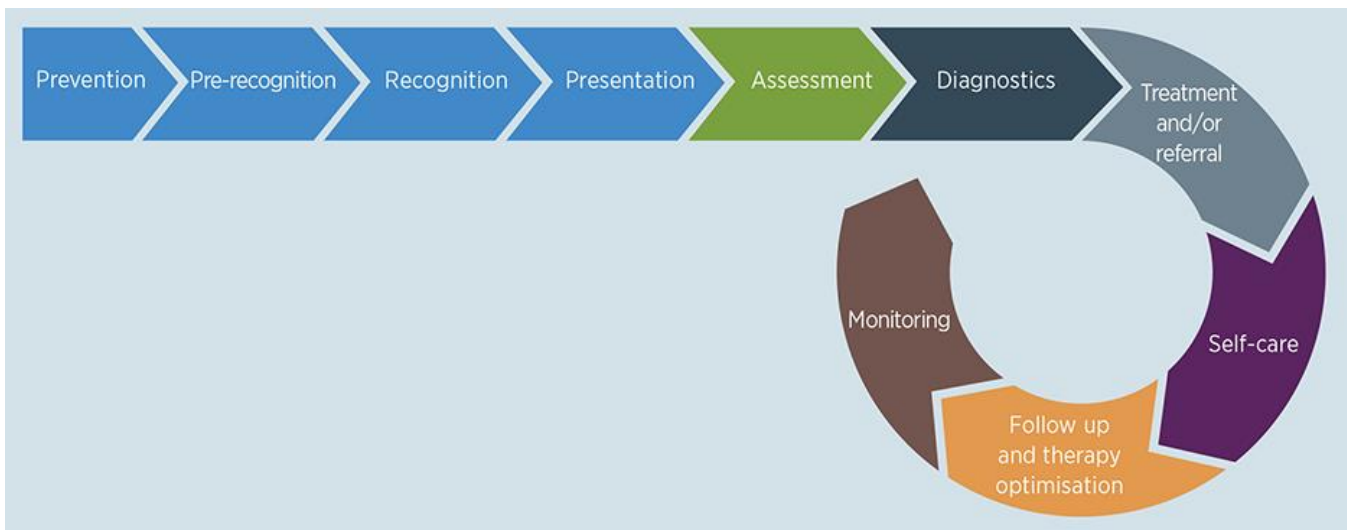 Prevention
Pre-recognition
Recognition
Presentation
Assessment
Diagnostics
Treatment
and/or
referral
Self-care
Follow up
and therapy
optimisation
Monitoring